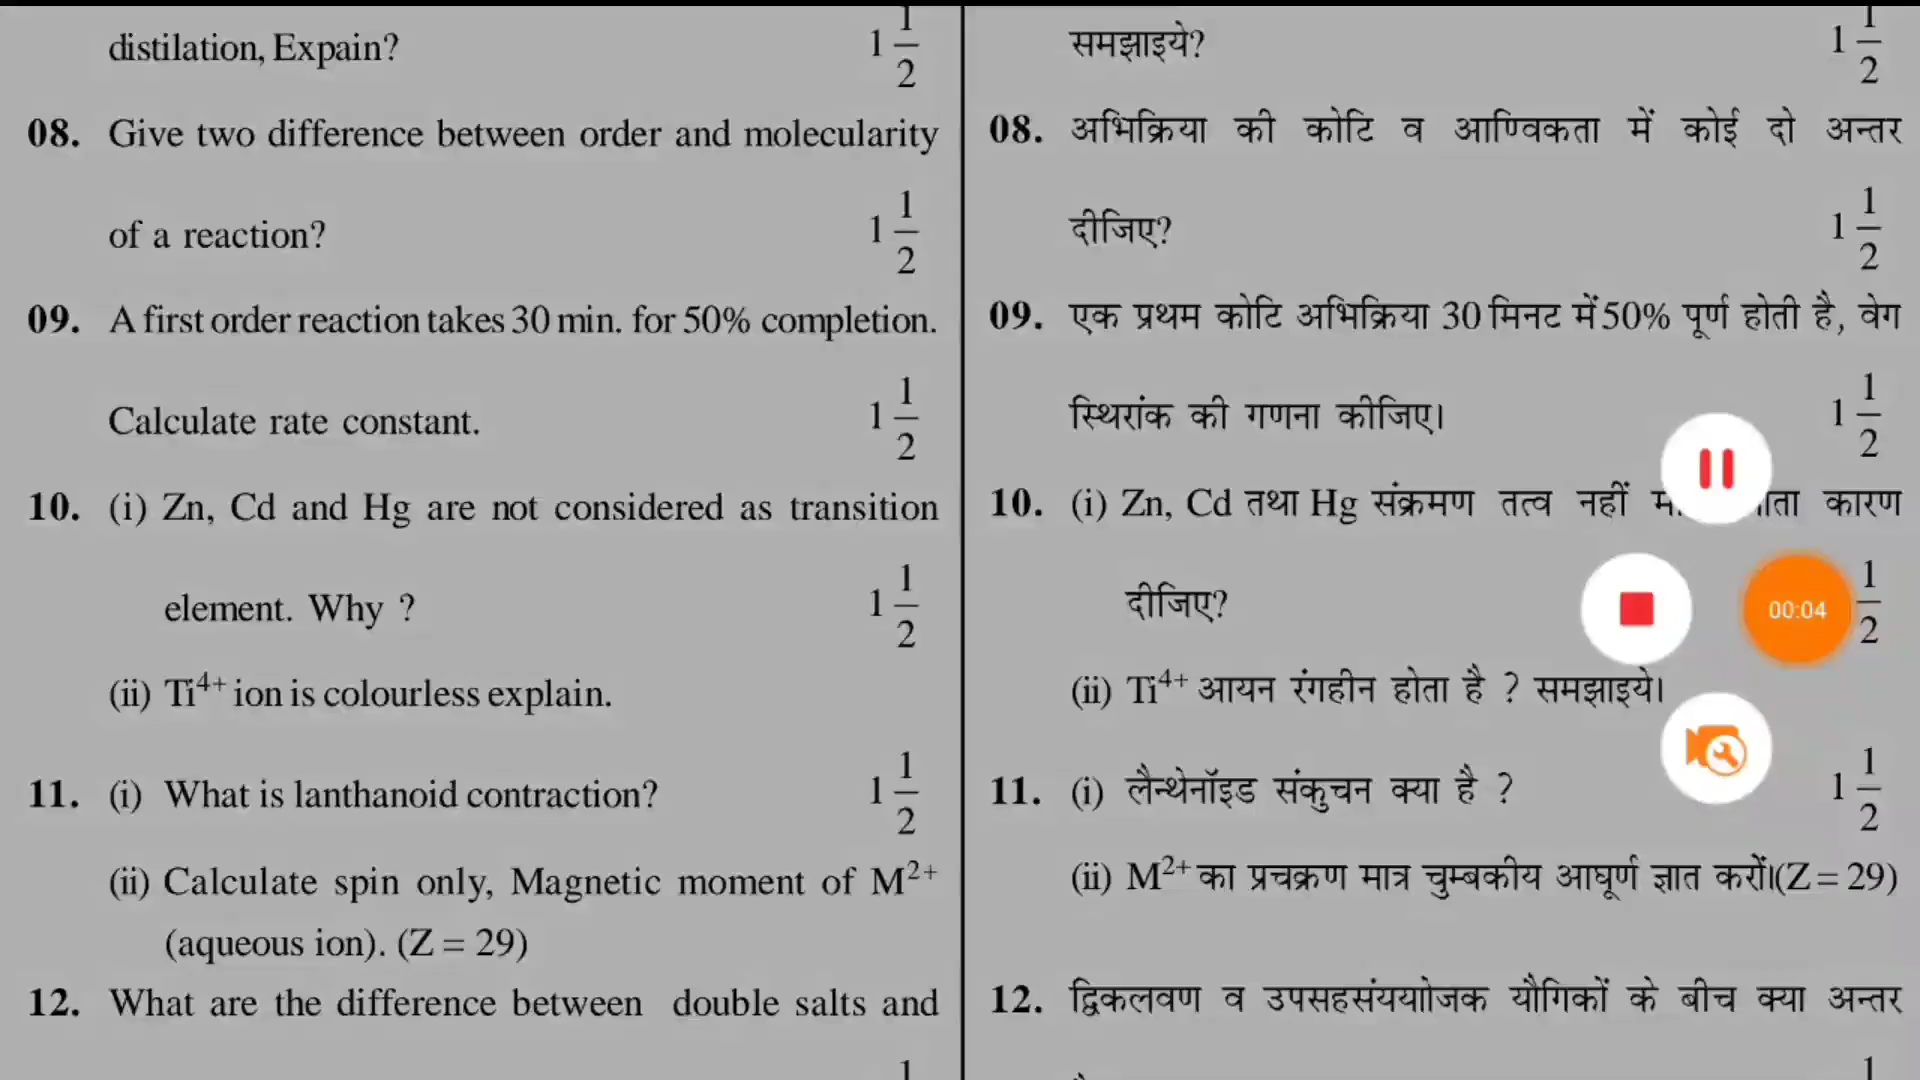 distilation, Expain? 1 1/2
08. Give two difference between order and molecularity
of a reaction? 1 1/2
09. A first order reaction takes 30 min. for 50% completion.
Calculate rate constant. 1 1/2
10. (i) Zn, Cd and Hg are not considered as transition
element. Why ? 1 1/2
(ii) Ti⁴⁺ ion is colourless explain.
11. (i) What is lanthanoid contraction? 1 1/2
(ii) Calculate spin only, Magnetic moment of M²⁺
(aqueous ion). (Z = 29)
12. What are the difference between double salts and
समझाइये? 1 1/2
08. अभिक्रिया की कोटि व आण्विकता में कोई दो अन्तर
दीजिए? 1 1/2
09. एक प्रथम कोटि अभिक्रिया 30 मिनट में 50% पूर्ण होती है, वेग
स्थिरांक की गणना कीजिए। 1 1/2
10. (i) Zn, Cd तथा Hg संक्रमण तत्व नहीं कारण
दीजिए? 1/2
00:04
(ii) Ti⁴⁺ आयन रंगहीन होता है ? समझाइये।
11. (i) लैन्थेनॉइड संकुचन क्या है ? 1 1/2
(ii) M²⁺ का प्रचक्रण मात्र चुम्बकीय आघूर्ण ज्ञात करों।(Z = 29)
12. द्विकलवण व उपसहसंययाोजक यौगिकों के बीच क्या अन्तर